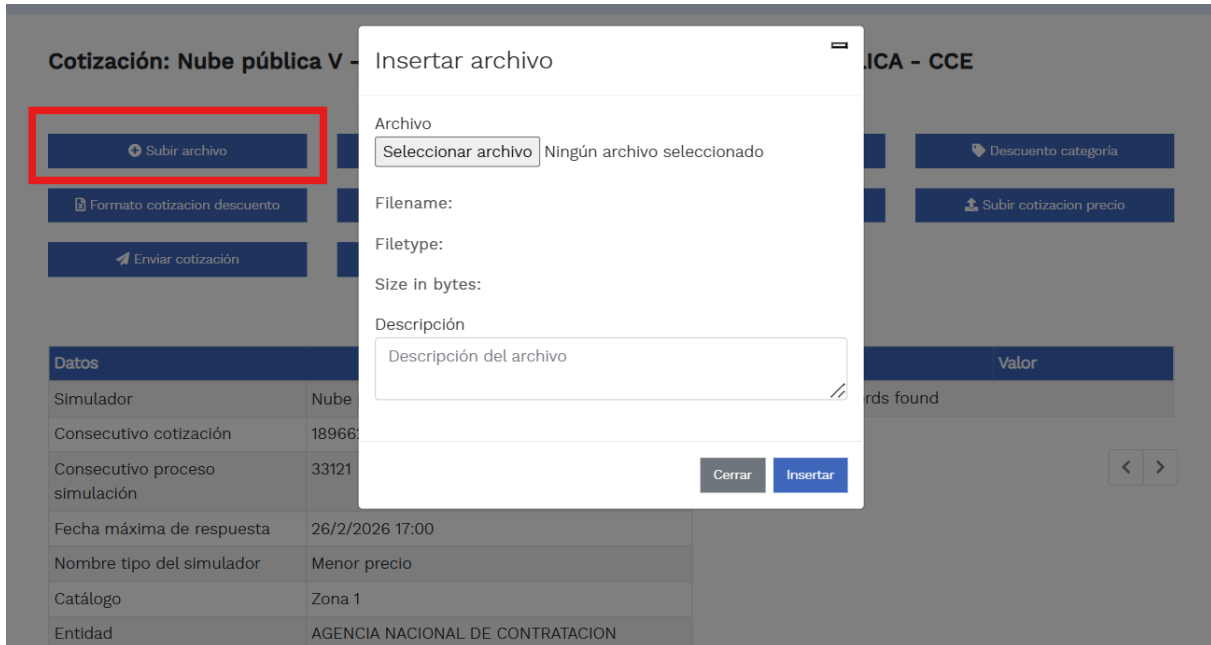 Cotización: Nube pública V –
ICA – CCE
Insertar archivo
Archivo
Seleccionar archivo Ningún archivo seleccionado
Filename:
Filetype:
Size in bytes:
Descripción
Descripción del archivo
Cerrar Insertar
Subir archivo
Descuento categoría
Formato cotizacion descuento
Subir cotizacion precio
Enviar cotización
Datos
Valor
Simulador Nube
rds found
Consecutivo cotización 18966
Consecutivo proceso simulación 33121
Fecha máxima de respuesta 26/2/2026 17:00
Nombre tipo del simulador Menor precio
Catálogo Zona 1
Entidad AGENCIA NACIONAL DE CONTRATACION